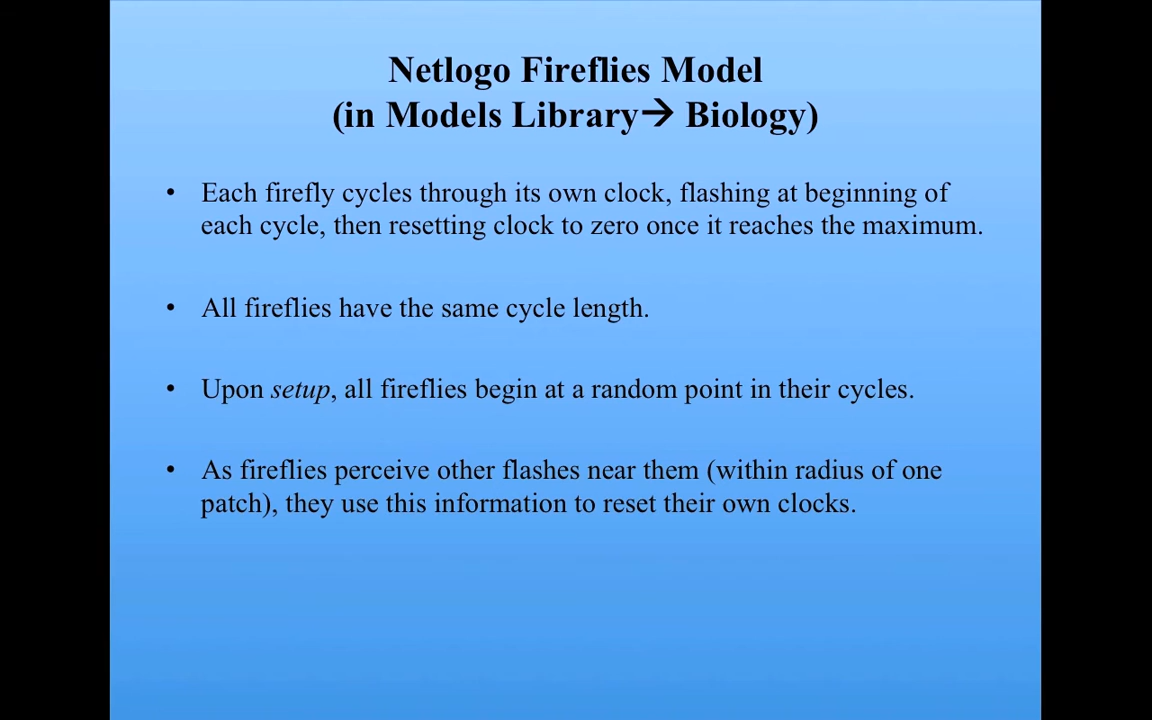 Netlogo Fireflies Model
(in Models Library➔ Biology)
• Each firefly cycles through its own clock, flashing at beginning of
each cycle, then resetting clock to zero once it reaches the maximum.
• All fireflies have the same cycle length.
• Upon setup, all fireflies begin at a random point in their cycles.
• As fireflies perceive other flashes near them (within radius of one
patch), they use this information to reset their own clocks.